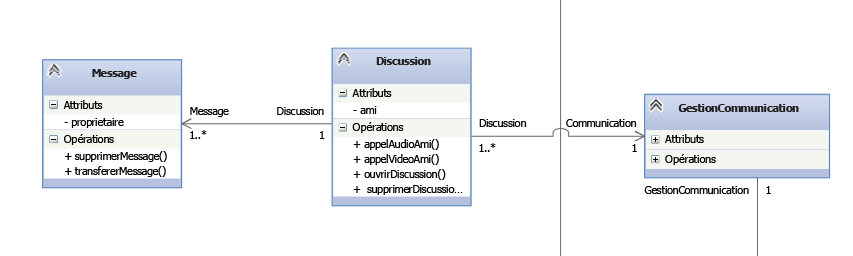 Message
Attributs
- proprietaire
Opérations
+ supprimerMessage()
+ transfererMessage()
Message
1..*
Discussion
1
Discussion
Attributs
- ami
Opérations
+ appelAudioAmi()
+ appelVideoAmi()
+ ouvrirDiscussion()
+ supprimerDiscussio...
Discussion
1..*
Communication
1
GestionCommunication
Attributs
Opérations
GestionCommunication
1